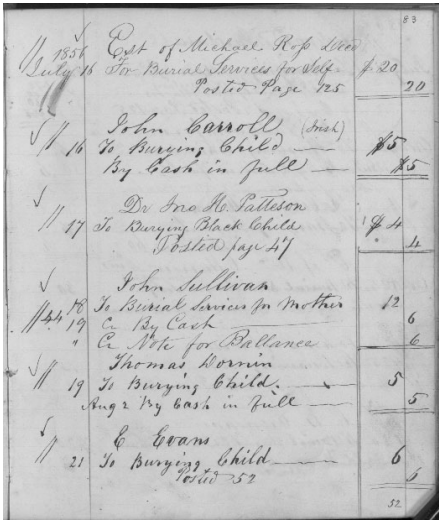 83
1856 Est of Michael Ross Decd
July 16 For Burial Services for Self $20
Posted Page 125 20
John Carroll (Irish)
16 To Burying Child $5
By Cash in full $5
Dr Jno H. Patteson
17 To Burying Black Child $4
Posted page 47 4
John Sullivan
18 To Burial Services for Mother 12
19 Cr By Cash 6
" Cr Note for Ballance 6
Thomas Dornin
19 To Burying Child 5
Aug 2 By Cash in full 5
E Evans
21 To Burying Child 6
Posted 52 6
52